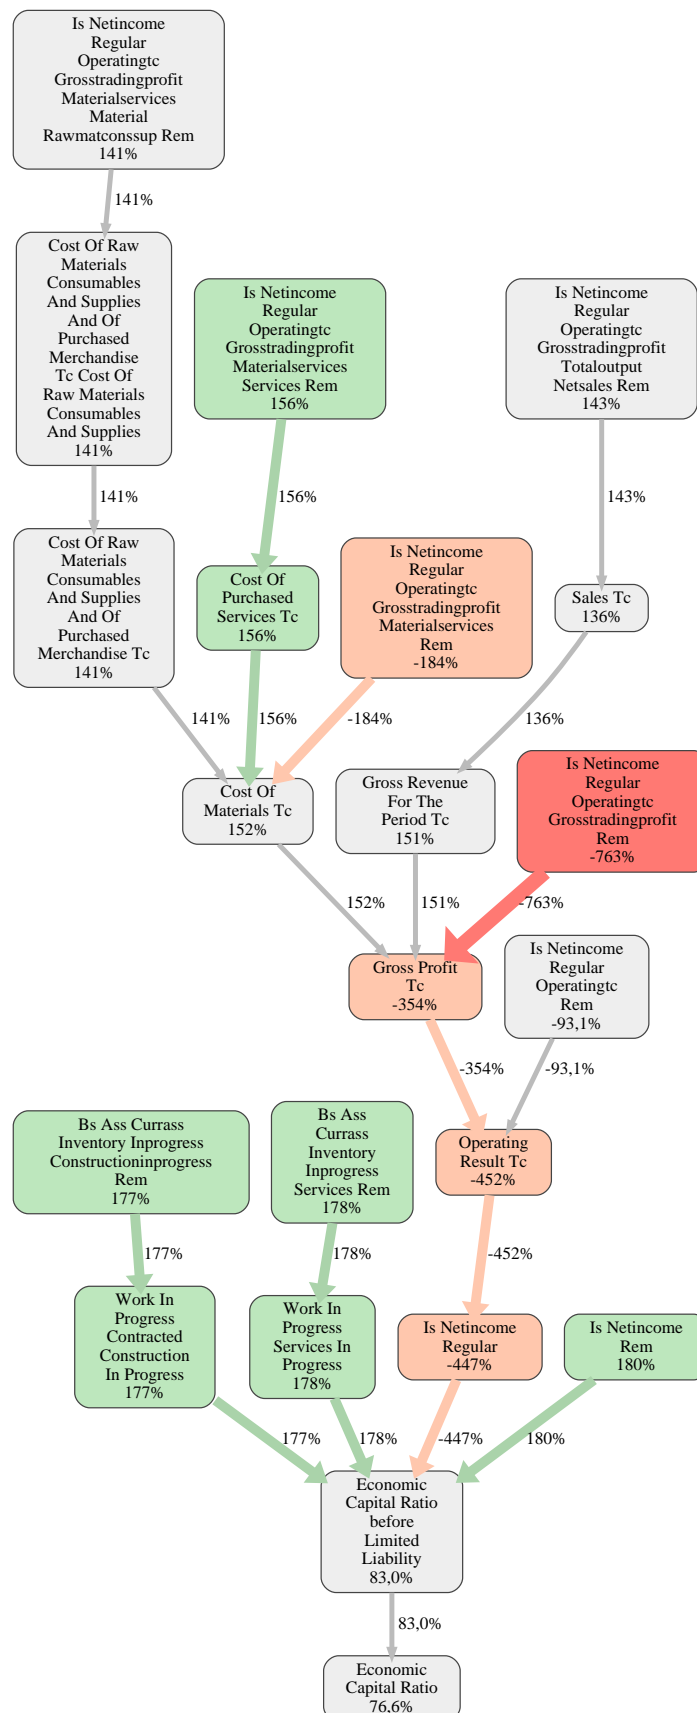 Is Netincome
Regular
Operatingtc
Grosstradingprofit
Materialservices
Material
Rawmatconssup Rem
141%
141%
Cost Of Raw
Materials
Consumables
And Supplies
And Of
Purchased
Merchandise
Tc Cost Of
Raw Materials
Consumables
And Supplies
141%
Is Netincome
Regular
Operatingtc
Grosstradingprofit
Materialservices
Services Rem
156%
Is Netincome
Regular
Operatingtc
Grosstradingprofit
Totaloutput
Netsales Rem
143%
141%
156%
143%
Cost Of Raw
Materials
Consumables
And Supplies
And Of
Purchased
Merchandise Tc
141%
Cost Of
Purchased
Services Tc
156%
Is Netincome
Regular
Operatingtc
Grosstradingprofit
Materialservices
Rem
-184%
Sales Tc
136%
141%
156%
-184%
136%
Cost Of
Materials Tc
152%
Gross Revenue
For The
Period Tc
151%
Is Netincome
Regular
Operatingtc
Grosstradingprofit
Rem
-763%
152%
151%
-763%
Gross Profit
Tc
-354%
Is Netincome
Regular
Operatingtc
Rem
-93,1%
-354%
-93,1%
Bs Ass Currass
Inventory Inprogress
Constructioninprogress
Rem
177%
Bs Ass
Currass
Inventory
Inprogress
Services Rem
178%
Operating
Result Tc
-452%
177%
178%
-452%
Work In
Progress
Contracted
Construction
In Progress
177%
Work In
Progress
Services In
Progress
178%
Is Netincome
Regular
-447%
Is Netincome
Rem
180%
177%
178%
-447%
180%
Economic
Capital Ratio
before
Limited
Liability
83,0%
83,0%
Economic
Capital Ratio
76,6%